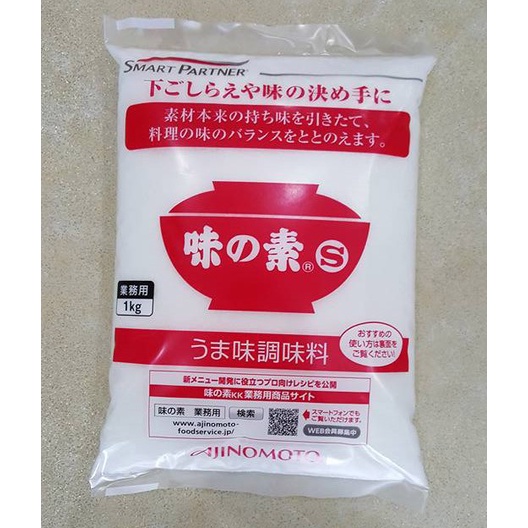 SMART PARTNER®
下ごしらえや味の決め手に
素材本来の持ち味を引きたて、
料理の味のバランスをととのえます。
味の素® S
業務用
1kg
うま味調味料
おすすめの
使い方は裏面を
ご覧ください!
新メニュー開発に役立つプロ向けレシピを公開
味の素KK業務用商品サイト
味の素 業務用 検索
www.ajinomoto-
foodservice.jp/
スマートフォンでも
ご覧いただけます。
WEB会員募集中
AJINOMOTO